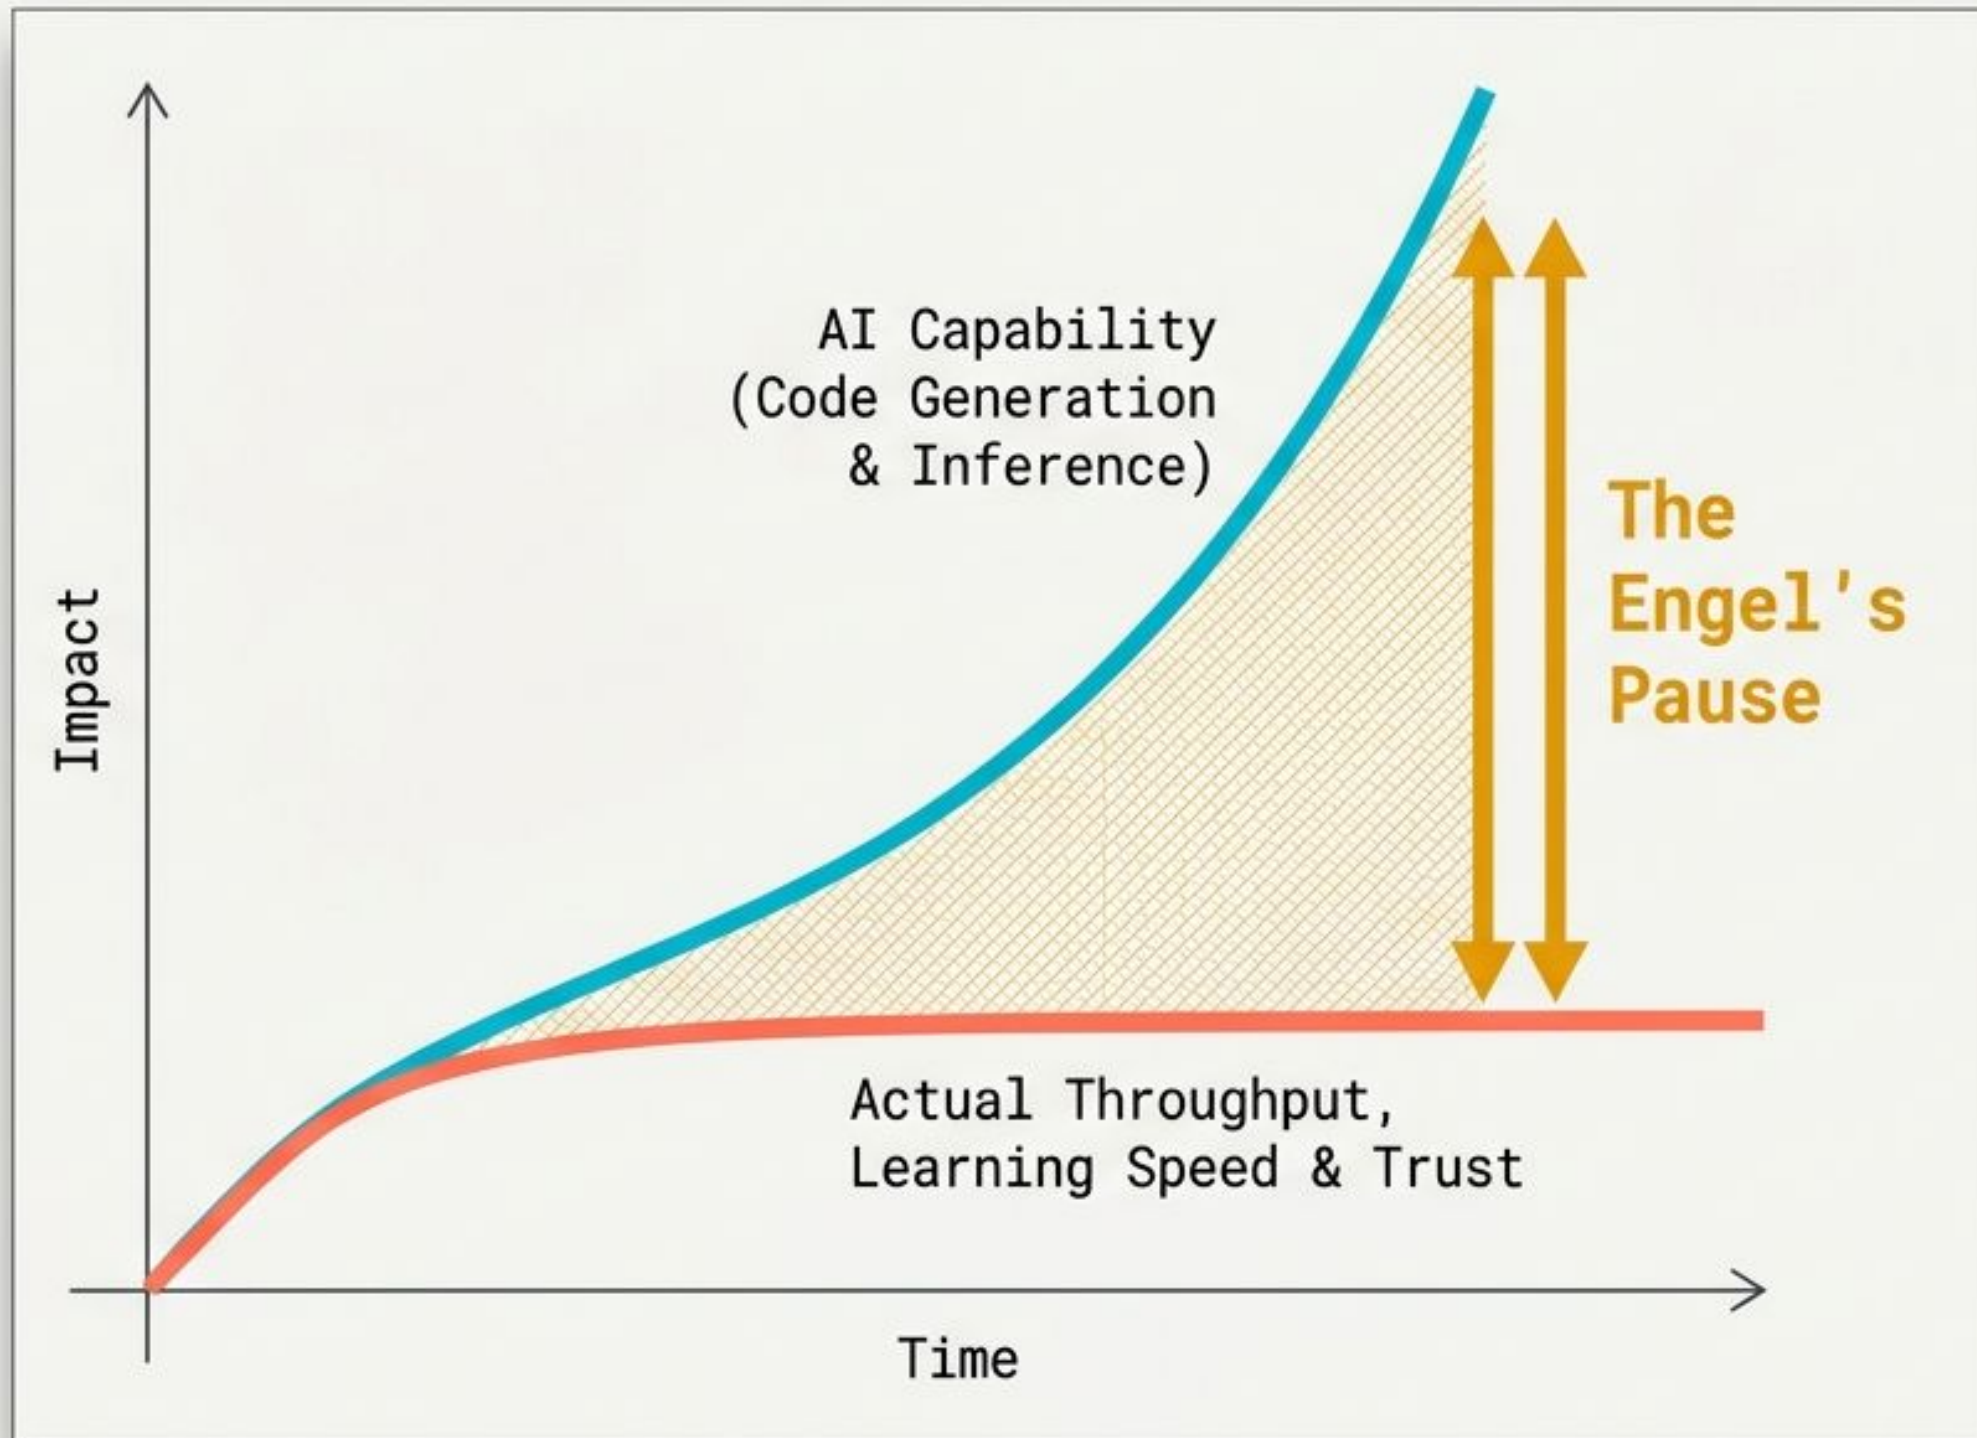 AI Capability
(Code Generation
& Inference)
The
Engel's
Pause
Impact
Actual Throughput,
Learning Speed & Trust
Time